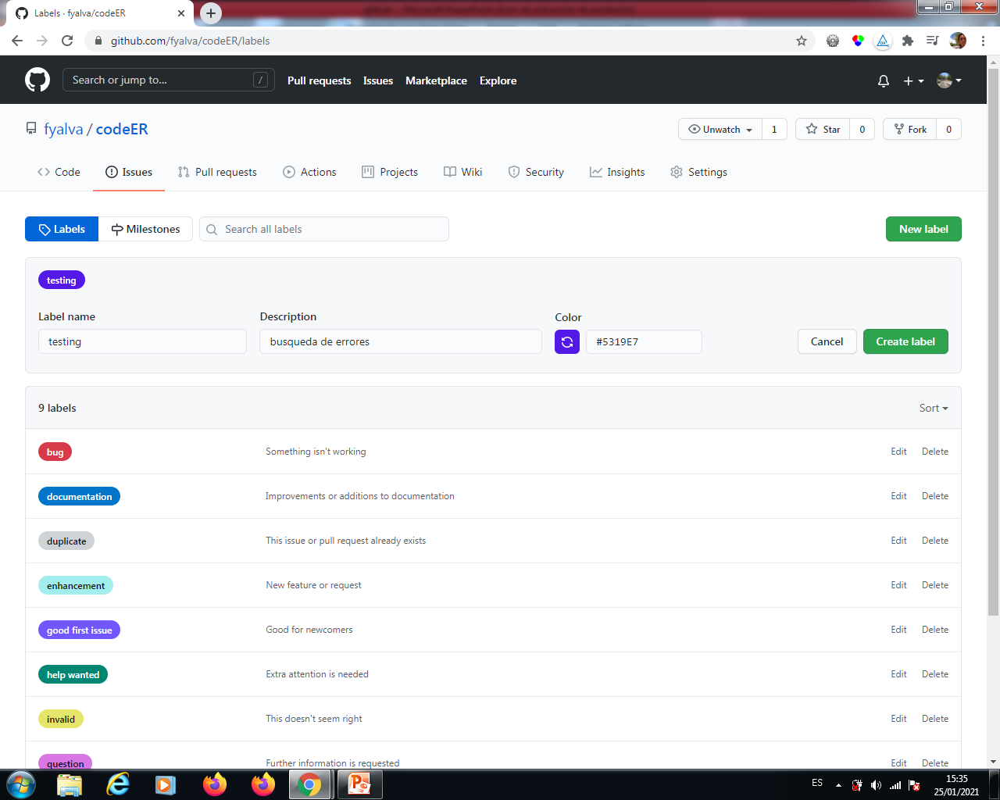 Labels · fyalva/codeER
github.com/fyalva/codeER/labels
Search or jump to... /
Pull requests Issues Marketplace Explore
fyalva / codeER
Unwatch 1 Star 0 Fork 0
Code Issues Pull requests Actions Projects Wiki Security Insights Settings
Labels Milestones Search all labels New label
testing
Label name Description Color
testing busqueda de errores #5319E7 Cancel Create label
9 labels Sort
bug Something isn't working Edit Delete
documentation Improvements or additions to documentation Edit Delete
duplicate This issue or pull request already exists Edit Delete
enhancement New feature or request Edit Delete
good first issue Good for newcomers Edit Delete
help wanted Extra attention is needed Edit Delete
invalid This doesn't seem right Edit Delete
question Further information is requested Edit Delete
ES 15:35
25/01/2021